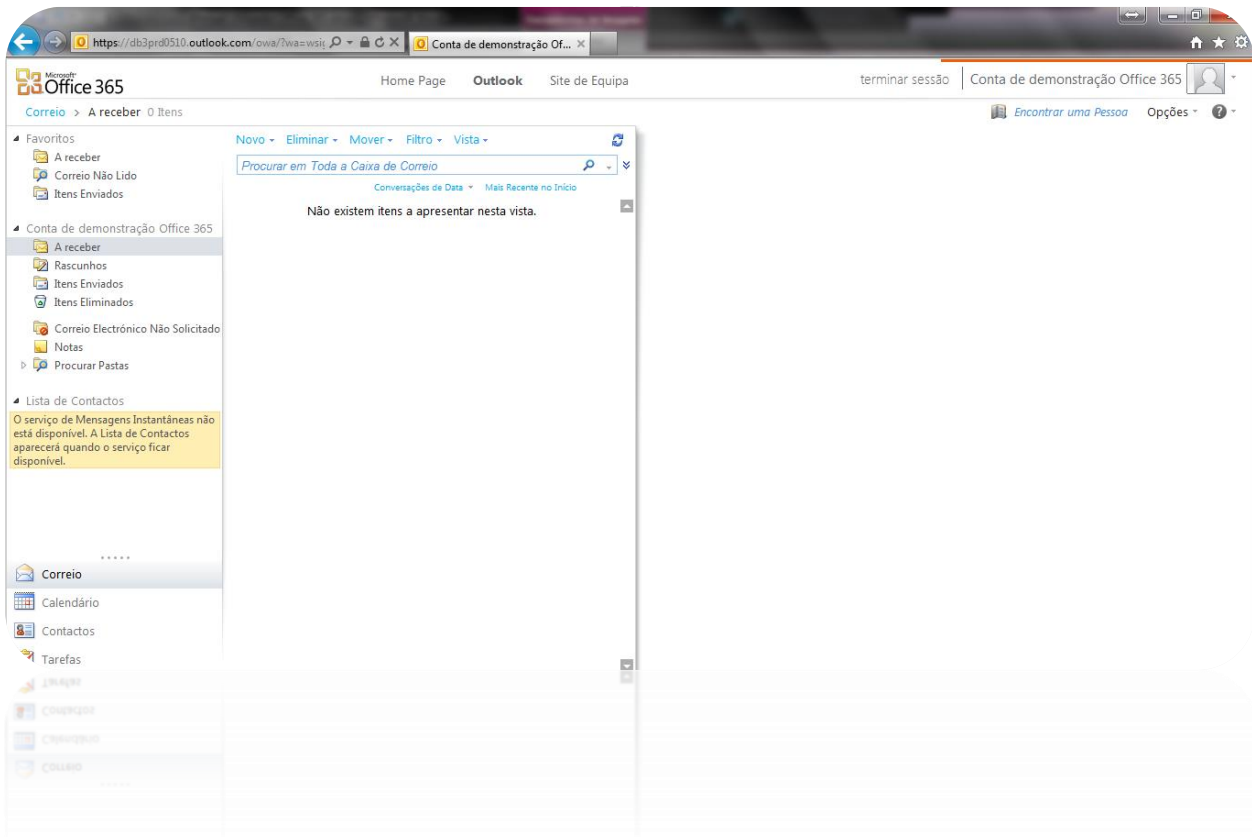 https://db3prd0510.outlook.com/owa/?wa=wsig
Conta de demonstração Of...
Microsoft
Office 365
Home Page Outlook Site de Equipa
terminar sessão Conta de demonstração Office 365
Correio > A receber 0 Itens
Encontrar uma Pessoa Opções
Favoritos
A receber
Correio Não Lido
Itens Enviados
Conta de demonstração Office 365
A receber
Rascunhos
Itens Enviados
Itens Eliminados
Correio Electrónico Não Solicitado
Notas
Procurar Pastas
Lista de Contactos
O serviço de Mensagens Instantâneas não
está disponível. A Lista de Contactos
aparecerá quando o serviço ficar
disponível.
Correio
Calendário
Contactos
Tarefas
Novo Eliminar Mover Filtro Vista
Procurar em Toda a Caixa de Correio
Conversações de Data Mais Recente no Início
Não existem itens a apresentar nesta vista.